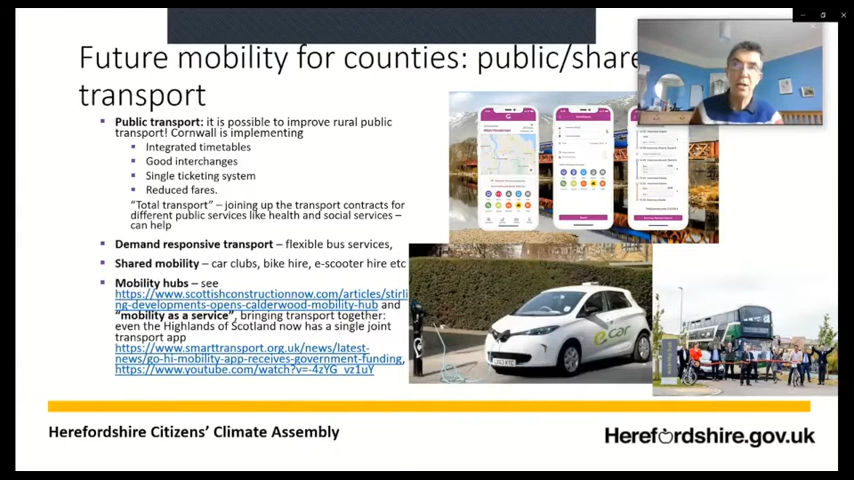 Future mobility for counties: public/share
transport
Public transport: it is possible to improve rural public
transport! Cornwall is implementing
Integrated timetables
Good interchanges
Single ticketing system
Reduced fares.
“Total transport” – joining up the transport contracts for
different public services like health and social services –
can help
Demand responsive transport – flexible bus services,
Shared mobility – car clubs, bike hire, e-scooter hire etc
Mobility hubs – see
https://www.scottishconstructionnow.com/articles/stirli
ng-developments-opens-calderwood-mobility-hub and
“mobility as a service”, bringing transport together:
even the Highlands of Scotland now has a single joint
transport app
https://www.smarttransport.org.uk/news/latest-
news/go-hi-mobility-app-receives-government-funding,
https://www.youtube.com/watch?v=-4zYG_vz1uY
e car
Herefordshire Citizens’ Climate Assembly
Herefordshire.gov.uk